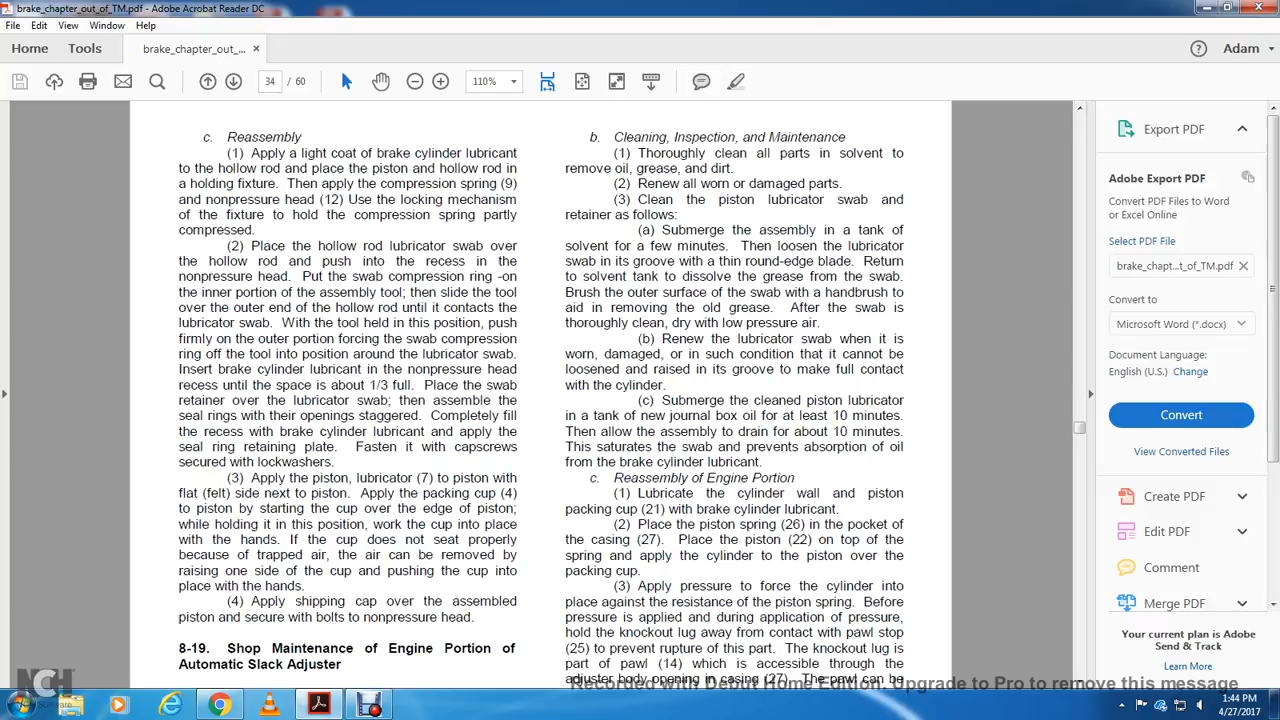 brake_chapter_out_of_TM.pdf - Adobe Acrobat Reader DC
File Edit View Window Help
Home Tools brake_chapter_out_... × Adam
34 / 60 110%
c. Reassembly
(1) Apply a light coat of brake cylinder lubricant
to the hollow rod and place the piston and hollow rod in
a holding fixture. Then apply the compression spring (9)
and nonpressure head (12) Use the locking mechanism
of the fixture to hold the compression spring partly
compressed.
(2) Place the hollow rod lubricator swab over
the hollow rod and push into the recess in the
nonpressure head. Put the swab compression ring -on
the inner portion of the assembly tool; then slide the tool
over the outer end of the hollow rod until it contacts the
lubricator swab. With the tool held in this position, push
firmly on the outer portion forcing the swab compression
ring off the tool into position around the lubricator swab.
Insert brake cylinder lubricant in the nonpressure head
recess until the space is about 1/3 full. Place the swab
retainer over the lubricator swab; then assemble the
seal rings with their openings staggered. Completely fill
the recess with brake cylinder lubricant and apply the
seal ring retaining plate. Fasten it with capscrews
secured with lockwashers.
(3) Apply the piston, lubricator (7) to piston with
flat (felt) side next to piston. Apply the packing cup (4)
to piston by starting the cup over the edge of piston;
while holding it in this position, work the cup into place
with the hands. If the cup does not seat properly
because of trapped air, the air can be removed by
raising one side of the cup and pushing the cup into
place with the hands.
(4) Apply shipping cap over the assembled
piston and secure with bolts to nonpressure head.
8-19. Shop Maintenance of Engine Portion of
Automatic Slack Adjuster
b. Cleaning, Inspection, and Maintenance
(1) Thoroughly clean all parts in solvent to
remove oil, grease, and dirt.
(2) Renew all worn or damaged parts.
(3) Clean the piston lubricator swab and
retainer as follows:
(a) Submerge the assembly in a tank of
solvent for a few minutes. Then loosen the lubricator
swab in its groove with a thin round-edge blade. Return
to solvent tank to dissolve the grease from the swab.
Brush the outer surface of the swab with a handbrush to
aid in removing the old grease. After the swab is
thoroughly clean, dry with low pressure air.
(b) Renew the lubricator swab when it is
worn, damaged, or in such condition that it cannot be
loosened and raised in its groove to make full contact
with the cylinder.
(c) Submerge the cleaned piston lubricator
in a tank of new journal box oil for at least 10 minutes.
Then allow the assembly to drain for about 10 minutes.
This saturates the swab and prevents absorption of oil
from the brake cylinder lubricant.
c. Reassembly of Engine Portion
(1) Lubricate the cylinder wall and piston
packing cup (21) with brake cylinder lubricant.
(2) Place the piston spring (26) in the pocket of
the casing (27). Place the piston (22) on top of the
spring and apply the cylinder to the piston over the
packing cup.
(3) Apply pressure to force the cylinder into
place against the resistance of the piston spring. Before
pressure is applied and during application of pressure,
hold the knockout lug away from contact with pawl stop
(25) to prevent rupture of this part. The knockout lug is
part of pawl (14) which is accessible through the
adjuster body opening in casing (27). The pawl can be
Export PDF
Adobe Export PDF
Convert PDF Files to Word
or Excel Online
Select PDF File
brake_chapt...t_of_TM.pdf
Convert to
Microsoft Word (*.docx)
Document Language:
English (U.S.) Change
Convert
View Converted Files
Create PDF
Edit PDF
Comment
Merge PDF
Your current plan is Adobe
Send & Track
Learn More
Recorded with Debut Home Edition. Upgrade to Pro to remove this message
NCH
Software
1:44 PM
4/27/2017